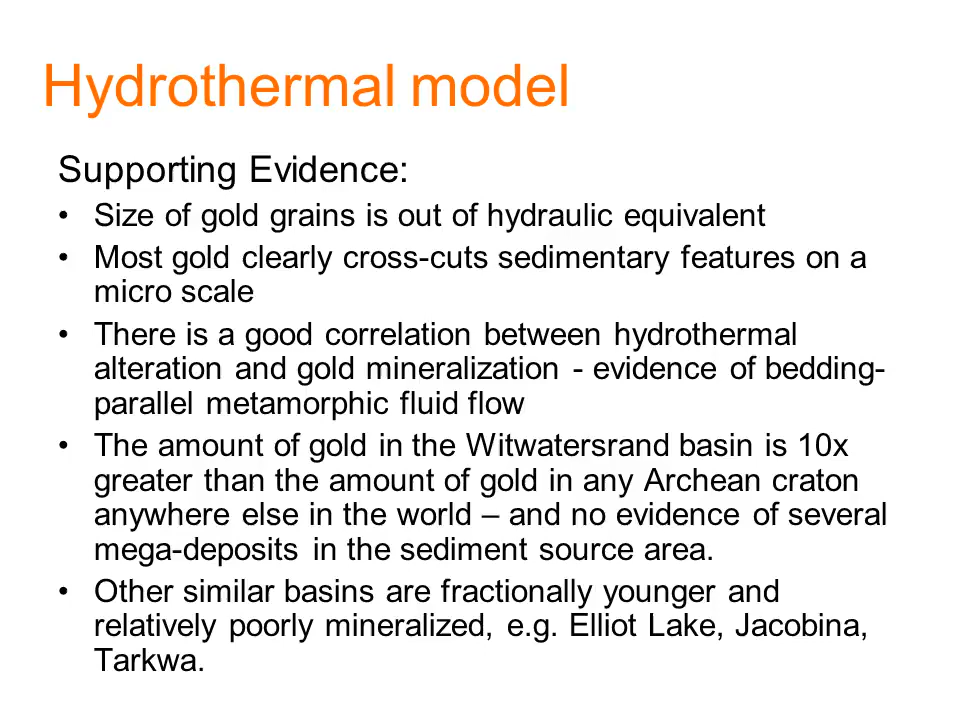 Hydrothermal model
Supporting Evidence:
• Size of gold grains is out of hydraulic equivalent
• Most gold clearly cross-cuts sedimentary features on a
micro scale
• There is a good correlation between hydrothermal
alteration and gold mineralization - evidence of bedding-
parallel metamorphic fluid flow
• The amount of gold in the Witwatersrand basin is 10x
greater than the amount of gold in any Archean craton
anywhere else in the world – and no evidence of several
mega-deposits in the sediment source area.
• Other similar basins are fractionally younger and
relatively poorly mineralized, e.g. Elliot Lake, Jacobina,
Tarkwa.